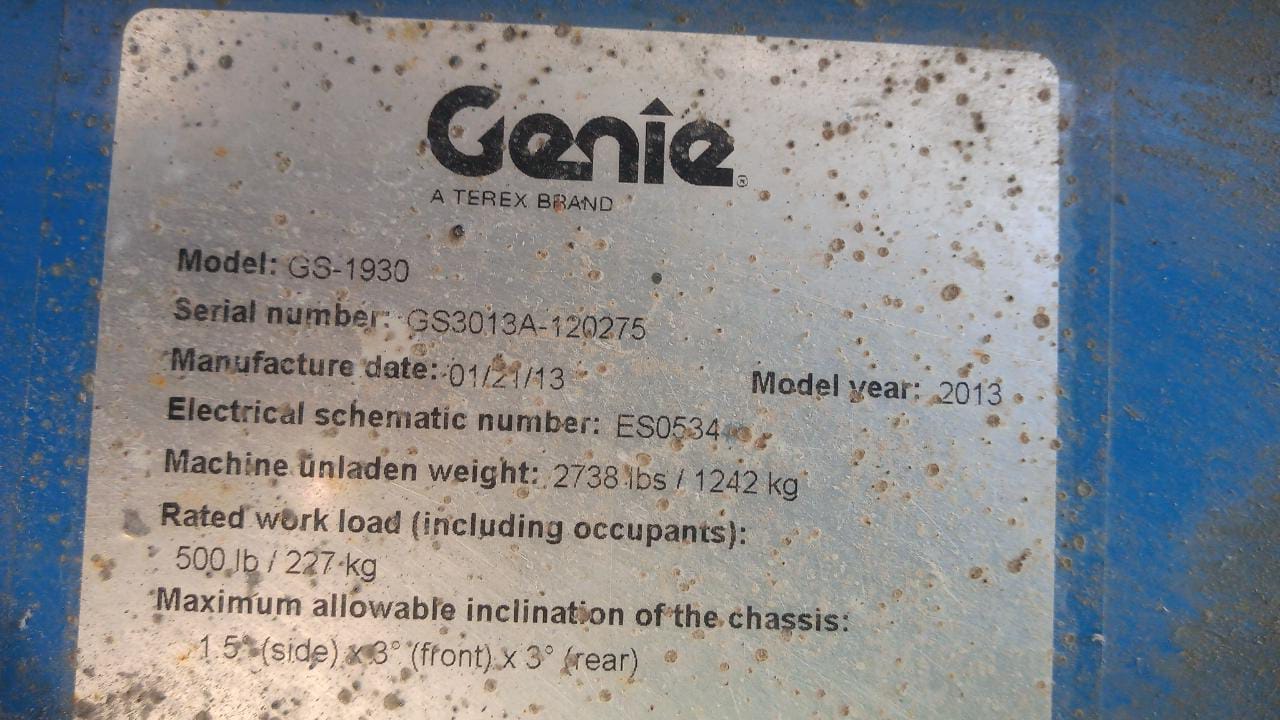 Genie®
A TEREX BRAND
Model: GS-1930
Serial number: GS3013A-120275
Manufacture date: 01/21/13 Model year: 2013
Electrical schematic number: ES0534
Machine unladen weight: 2738 lbs / 1242 kg
Rated work load (including occupants):
500 lb / 227 kg
Maximum allowable inclination of the chassis:
1.5° (side) x 3° (front) x 3° (rear)